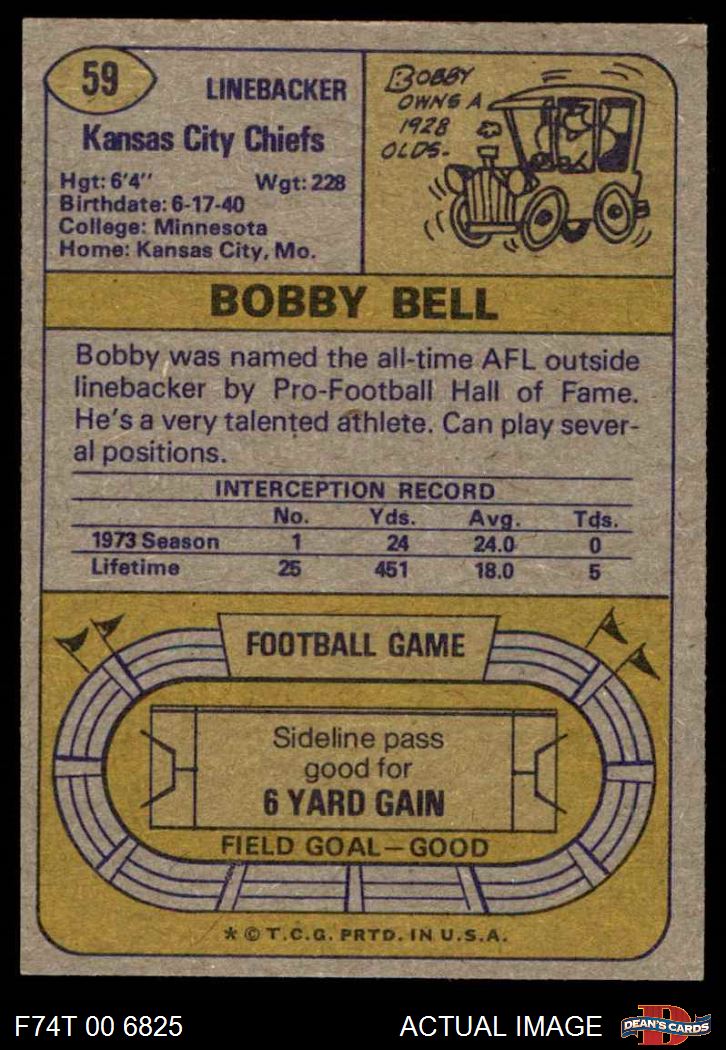 59
LINEBACKER
Kansas City Chiefs
Hgt: 6'4" Wgt: 228
Birthdate: 6-17-40
College: Minnesota
Home: Kansas City, Mo.
BOBBY
OWNS A
1928
OLDS-
BOBBY BELL
Bobby was named the all-time AFL outside
linebacker by Pro-Football Hall of Fame.
He's a very talented athlete. Can play sever-
al positions.
INTERCEPTION RECORD
No. Yds. Avg. Tds.
1973 Season 1 24 24.0 0
Lifetime 25 451 18.0 5
FOOTBALL GAME
Sideline pass
good for
6 YARD GAIN
FIELD GOAL—GOOD
* © T.C.G. PRTD. IN U.S.A.
F74T 00 6825 ACTUAL IMAGE
D
DEAN'S CARDS